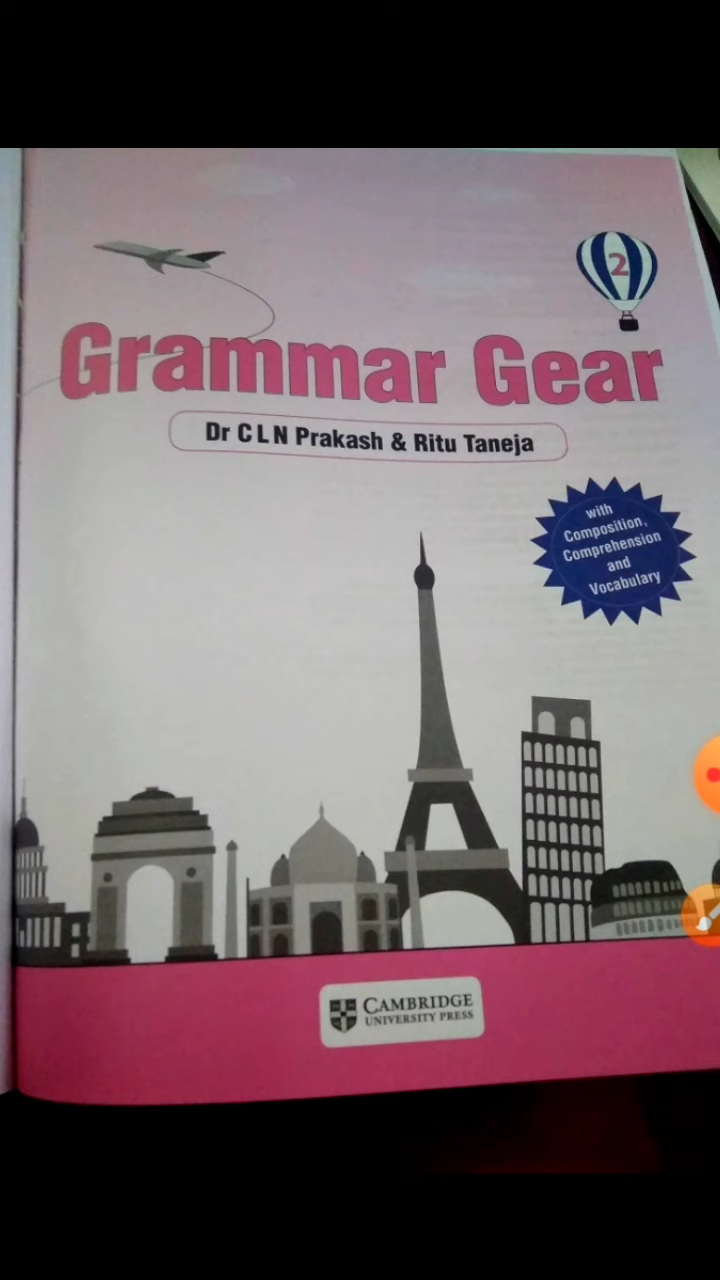 2
Grammar Gear
Dr C L N Prakash & Ritu Taneja
with
Composition,
Comprehension
and
Vocabulary
CAMBRIDGE
UNIVERSITY PRESS